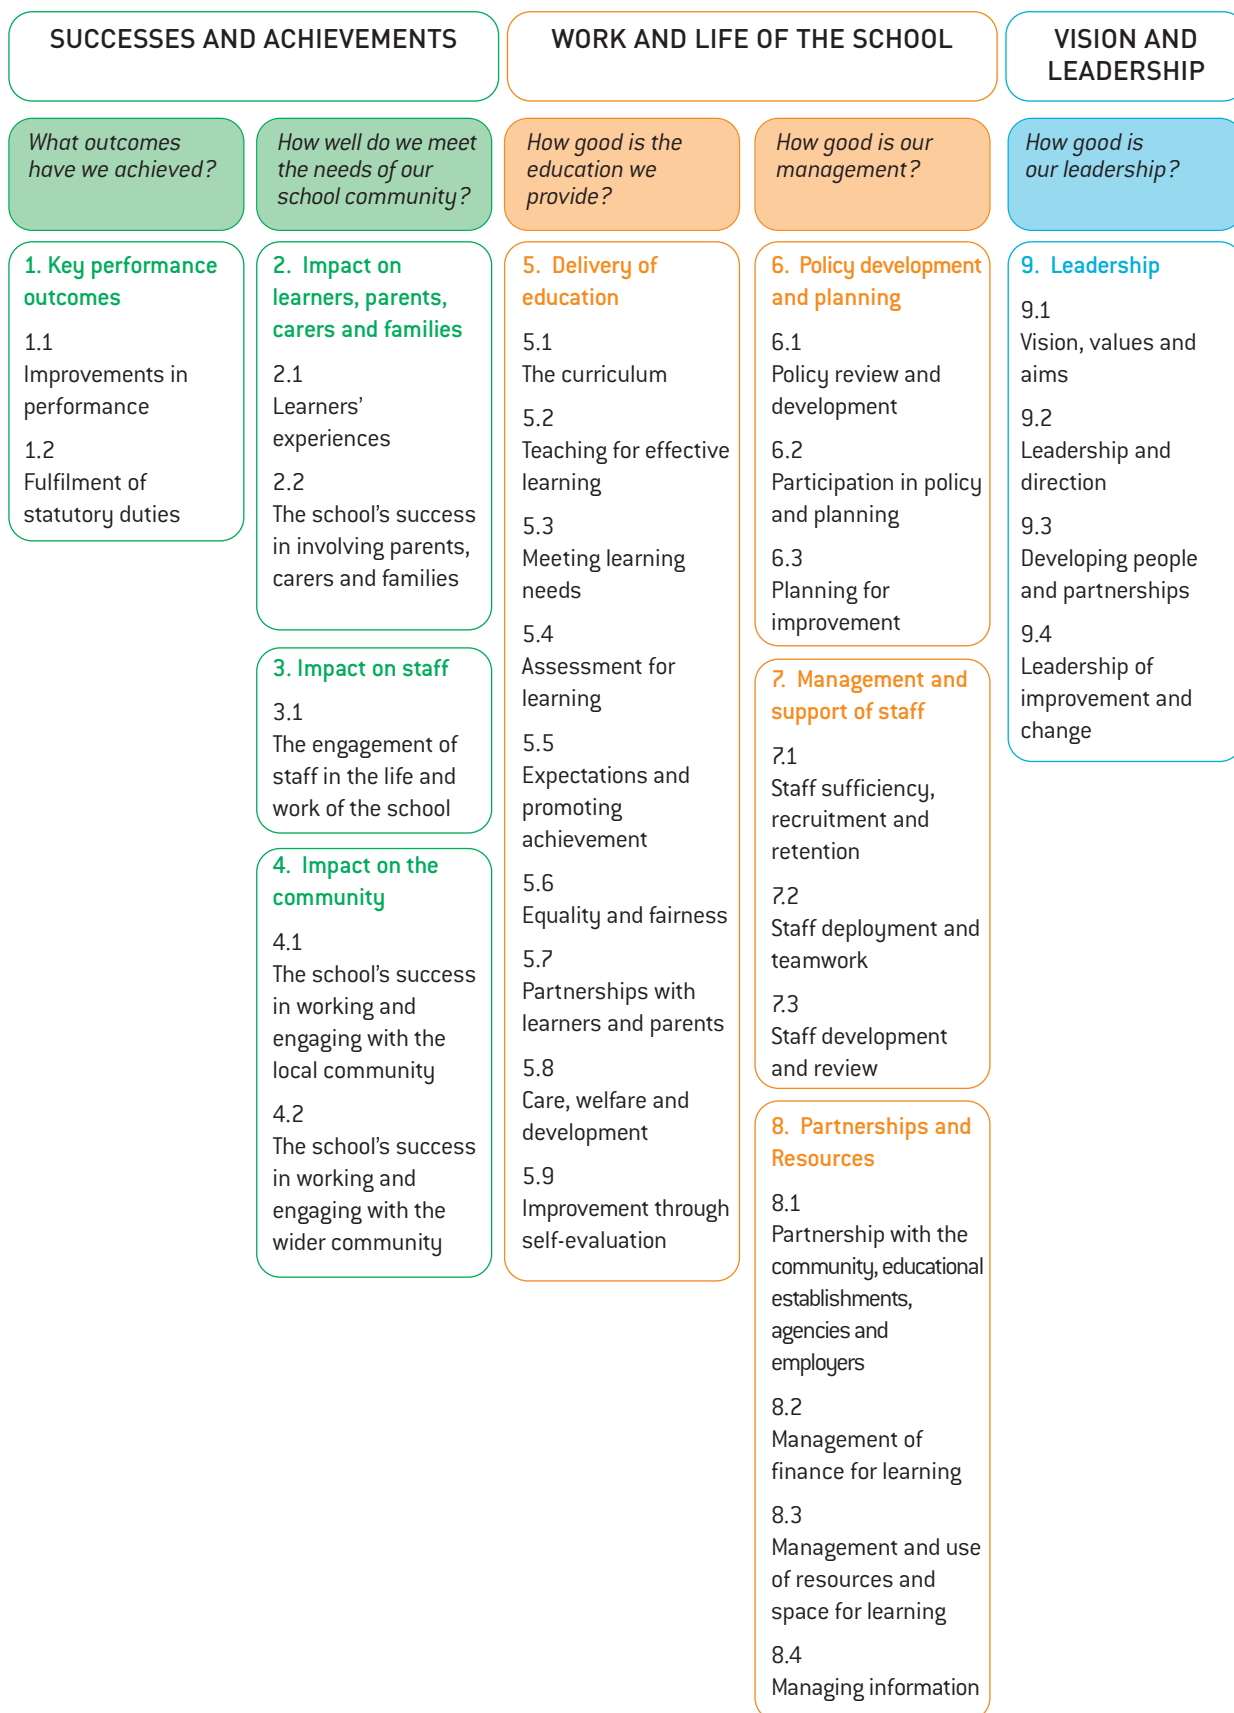 SUCCESSES AND ACHIEVEMENTS
WORK AND LIFE OF THE SCHOOL
VISION AND
LEADERSHIP
What outcomes
have we achieved?
How well do we meet
the needs of our
school community?
How good is the
education we
provide?
How good is our
management?
How good is
our leadership?
1. Key performance
outcomes
1.1
Improvements in
performance
1.2
Fulfilment of
statutory duties
2. Impact on
learners, parents,
carers and families
2.1
Learners’
experiences
2.2
The school’s success
in involving parents,
carers and families
3. Impact on staff
3.1
The engagement of
staff in the life and
work of the school
4. Impact on the
community
4.1
The school’s success
in working and
engaging with the
local community
4.2
The school’s success
in working and
engaging with the
wider community
5. Delivery of
education
5.1
The curriculum
5.2
Teaching for effective
learning
5.3
Meeting learning
needs
5.4
Assessment for
learning
5.5
Expectations and
promoting
achievement
5.6
Equality and fairness
5.7
Partnerships with
learners and parents
5.8
Care, welfare and
development
5.9
Improvement through
self-evaluation
6. Policy development
and planning
6.1
Policy review and
development
6.2
Participation in policy
and planning
6.3
Planning for
improvement
7. Management and
support of staff
7.1
Staff sufficiency,
recruitment and
retention
7.2
Staff deployment and
teamwork
7.3
Staff development
and review
8. Partnerships and
Resources
8.1
Partnership with the
community, educational
establishments,
agencies and
employers
8.2
Management of
finance for learning
8.3
Management and use
of resources and
space for learning
8.4
Managing information
9. Leadership
9.1
Vision, values and
aims
9.2
Leadership and
direction
9.3
Developing people
and partnerships
9.4
Leadership of
improvement and
change